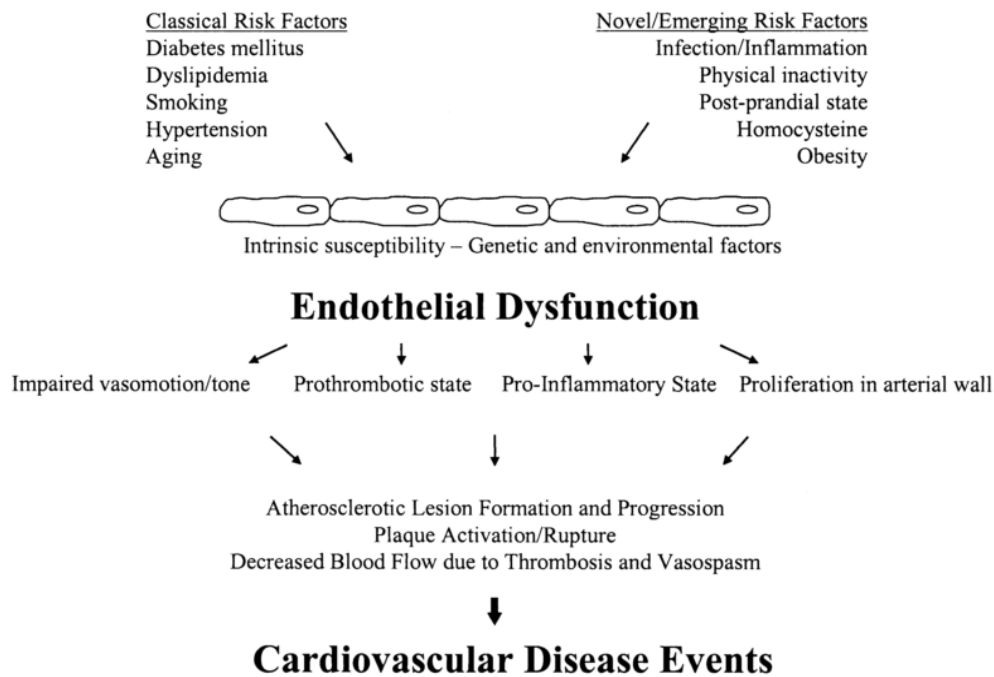 Classical Risk Factors
Diabetes mellitus
Dyslipidemia
Smoking
Hypertension
Aging
Novel/Emerging Risk Factors
Infection/Inflammation
Physical inactivity
Post-prandial state
Homocysteine
Obesity
Intrinsic susceptibility – Genetic and environmental factors
Endothelial Dysfunction
Impaired vasomotion/tone
Prothrombotic state
Pro-Inflammatory State
Proliferation in arterial wall
Atherosclerotic Lesion Formation and Progression
Plaque Activation/Rupture
Decreased Blood Flow due to Thrombosis and Vasospasm
Cardiovascular Disease Events